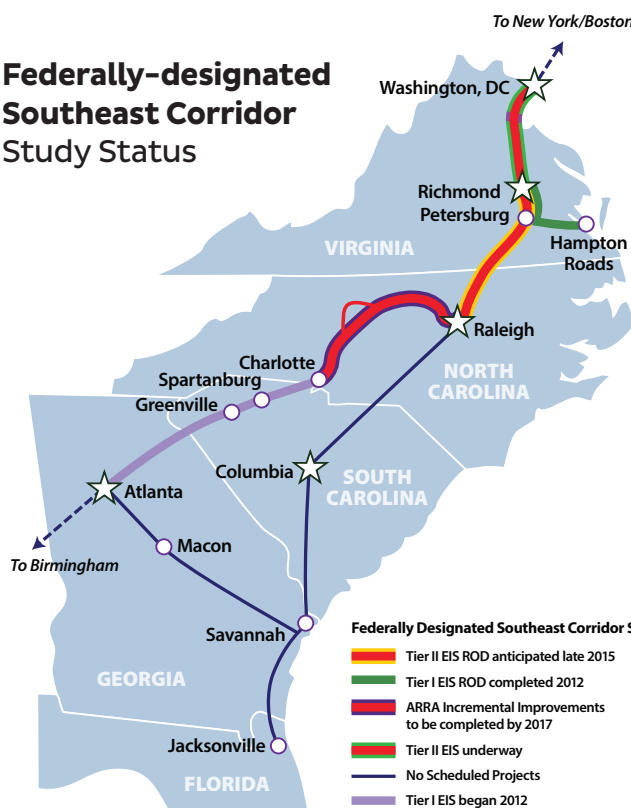 To New York/Boston
Federally-designated
Southeast Corridor
Study Status
Washington, DC
Richmond
Petersburg
Hampton
Roads
VIRGINIA
Raleigh
Charlotte
Spartanburg
Greenville
NORTH
CAROLINA
Columbia
SOUTH
CAROLINA
Atlanta
Macon
To Birmingham
Savannah
GEORGIA
Jacksonville
FLORIDA
Federally Designated Southeast Corridor S
Tier II EIS ROD anticipated late 2015
Tier I EIS ROD completed 2012
ARRA Incremental Improvements
to be completed by 2017
Tier II EIS underway
No Scheduled Projects
Tier I EIS began 2012